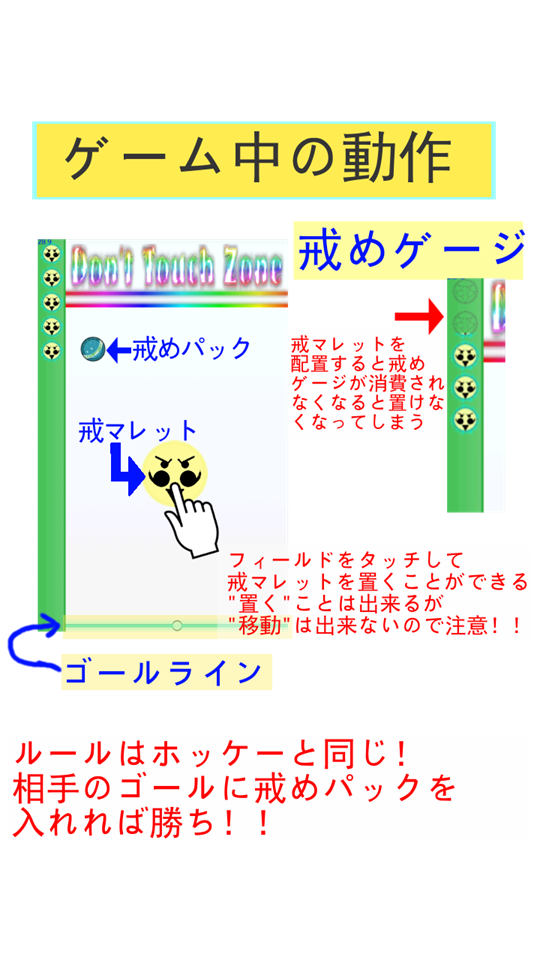 ゲーム中の動作
戒めゲージ
Don't Touch Zone
戒めパック
戒マレットを
配置すると戒め
ゲージが消費され
なくなると置けな
くなってしまう
戒マレット
フィールドをタッチして
戒マレットを置くことができる
"置く"ことは出来るが
"移動"は出来ないので注意！！
ゴールライン
ルールはホッケーと同じ！
相手のゴールに戒めパックを
入れれば勝ち！！